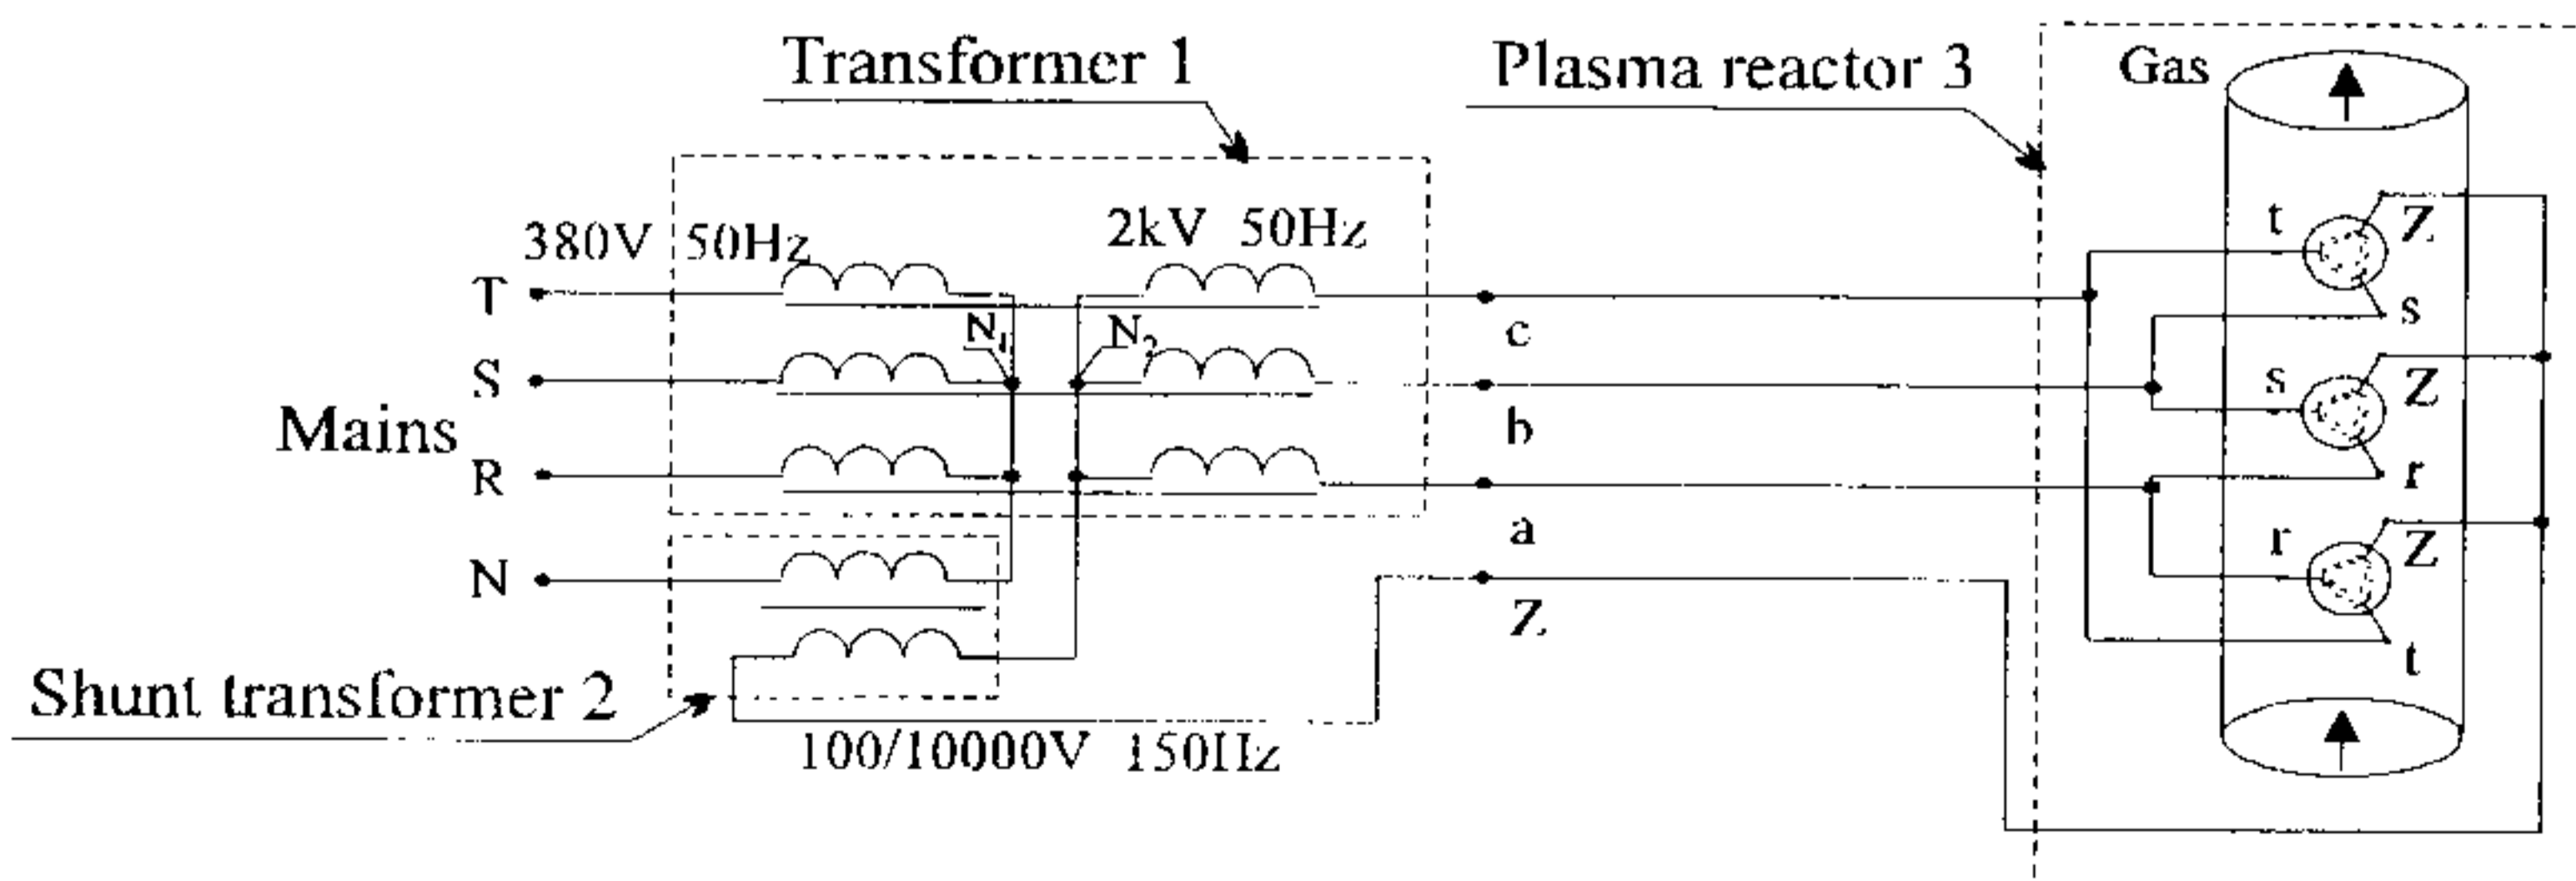 Transformer 1
Plasma reactor 3
Gas
380V 50Hz
2kV 50Hz
T
S
Mains
R
N
N1
N2
c
b
a
Z
t
Z
s
s
Z
r
r
Z
t
Shunt transformer 2
100/10000V 150Hz